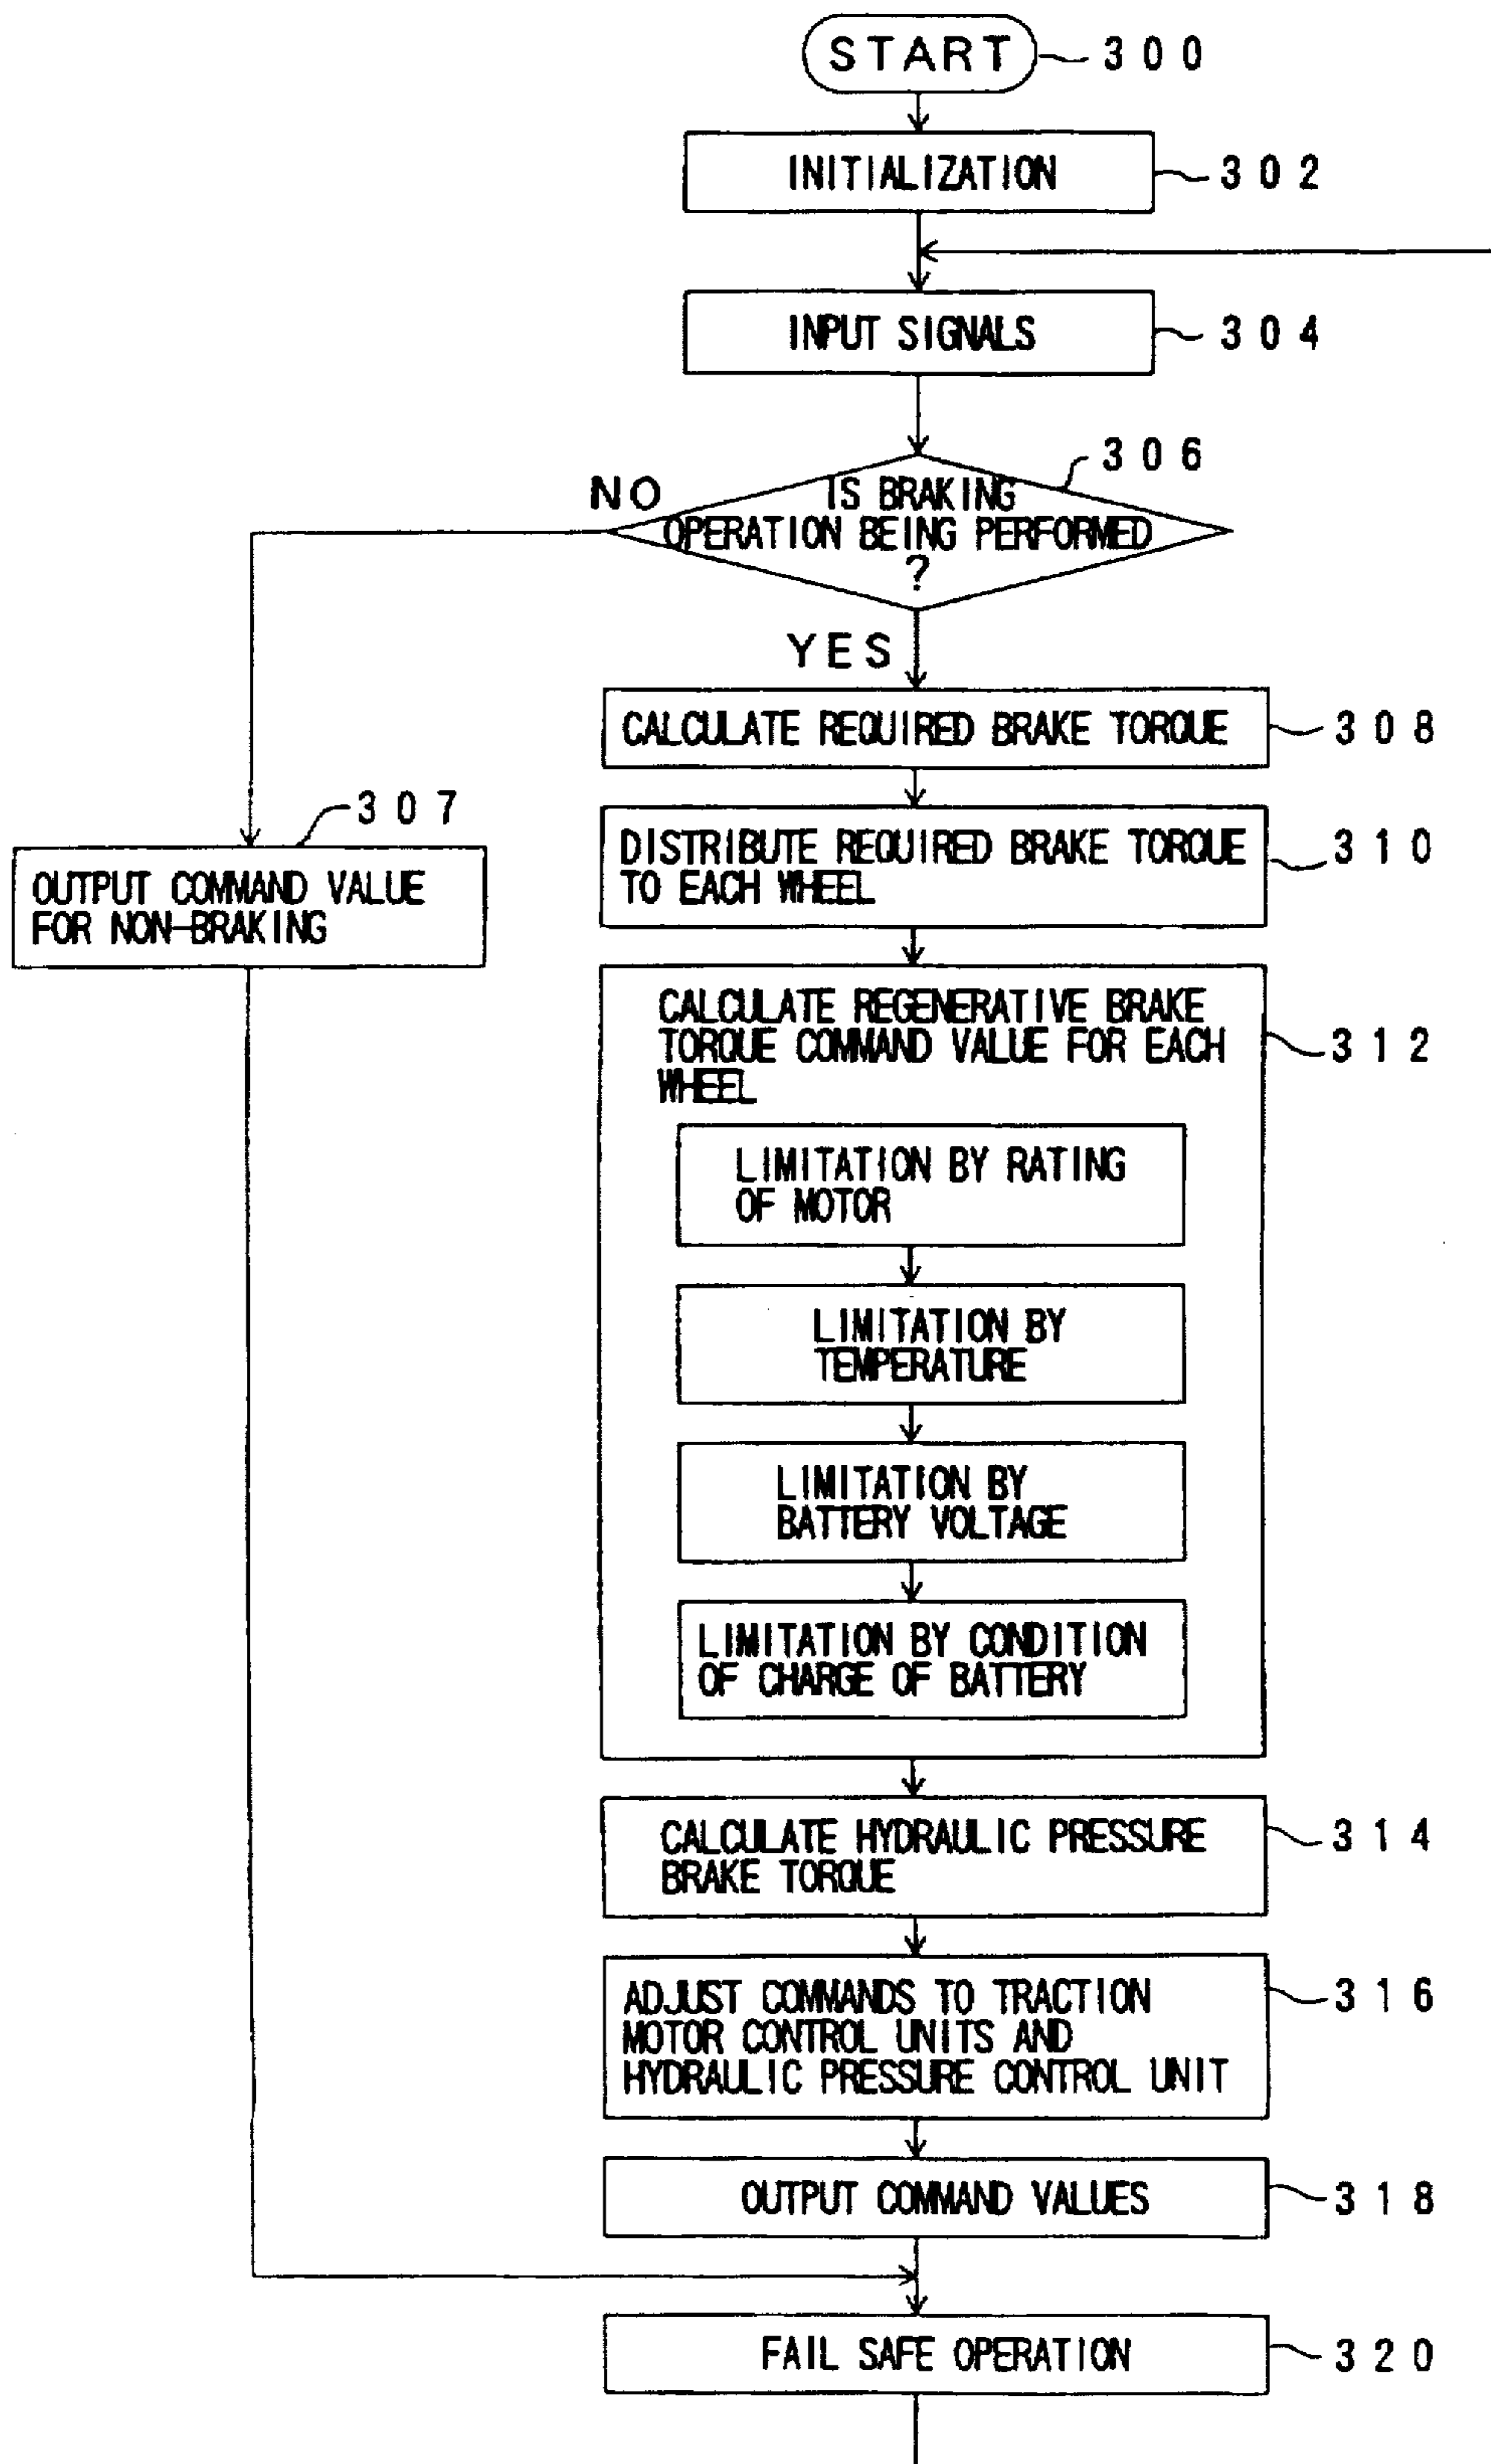 START
300
INITIALIZATION
302
INPUT SIGNALS
304
306
NO
IS BRAKING
OPERATION BEING PERFORMED
?
YES
CALCULATE REQUIRED BRAKE TORQUE
308
307
OUTPUT COMMAND VALUE
FOR NON-BRAKING
DISTRIBUTE REQUIRED BRAKE TORQUE
TO EACH WHEEL
310
CALCULATE REGENERATIVE BRAKE
TORQUE COMMAND VALUE FOR EACH
WHEEL
312
LIMITATION BY RATING
OF MOTOR
LIMITATION BY
TEMPERATURE
LIMITATION BY
BATTERY VOLTAGE
LIMITATION BY CONDITION
OF CHARGE OF BATTERY
CALCULATE HYDRAULIC PRESSURE
BRAKE TORQUE
314
ADJUST COMMANDS TO TRACTION
MOTOR CONTROL UNITS AND
HYDRAULIC PRESSURE CONTROL UNIT
316
OUTPUT COMMAND VALUES
318
FAIL SAFE OPERATION
320